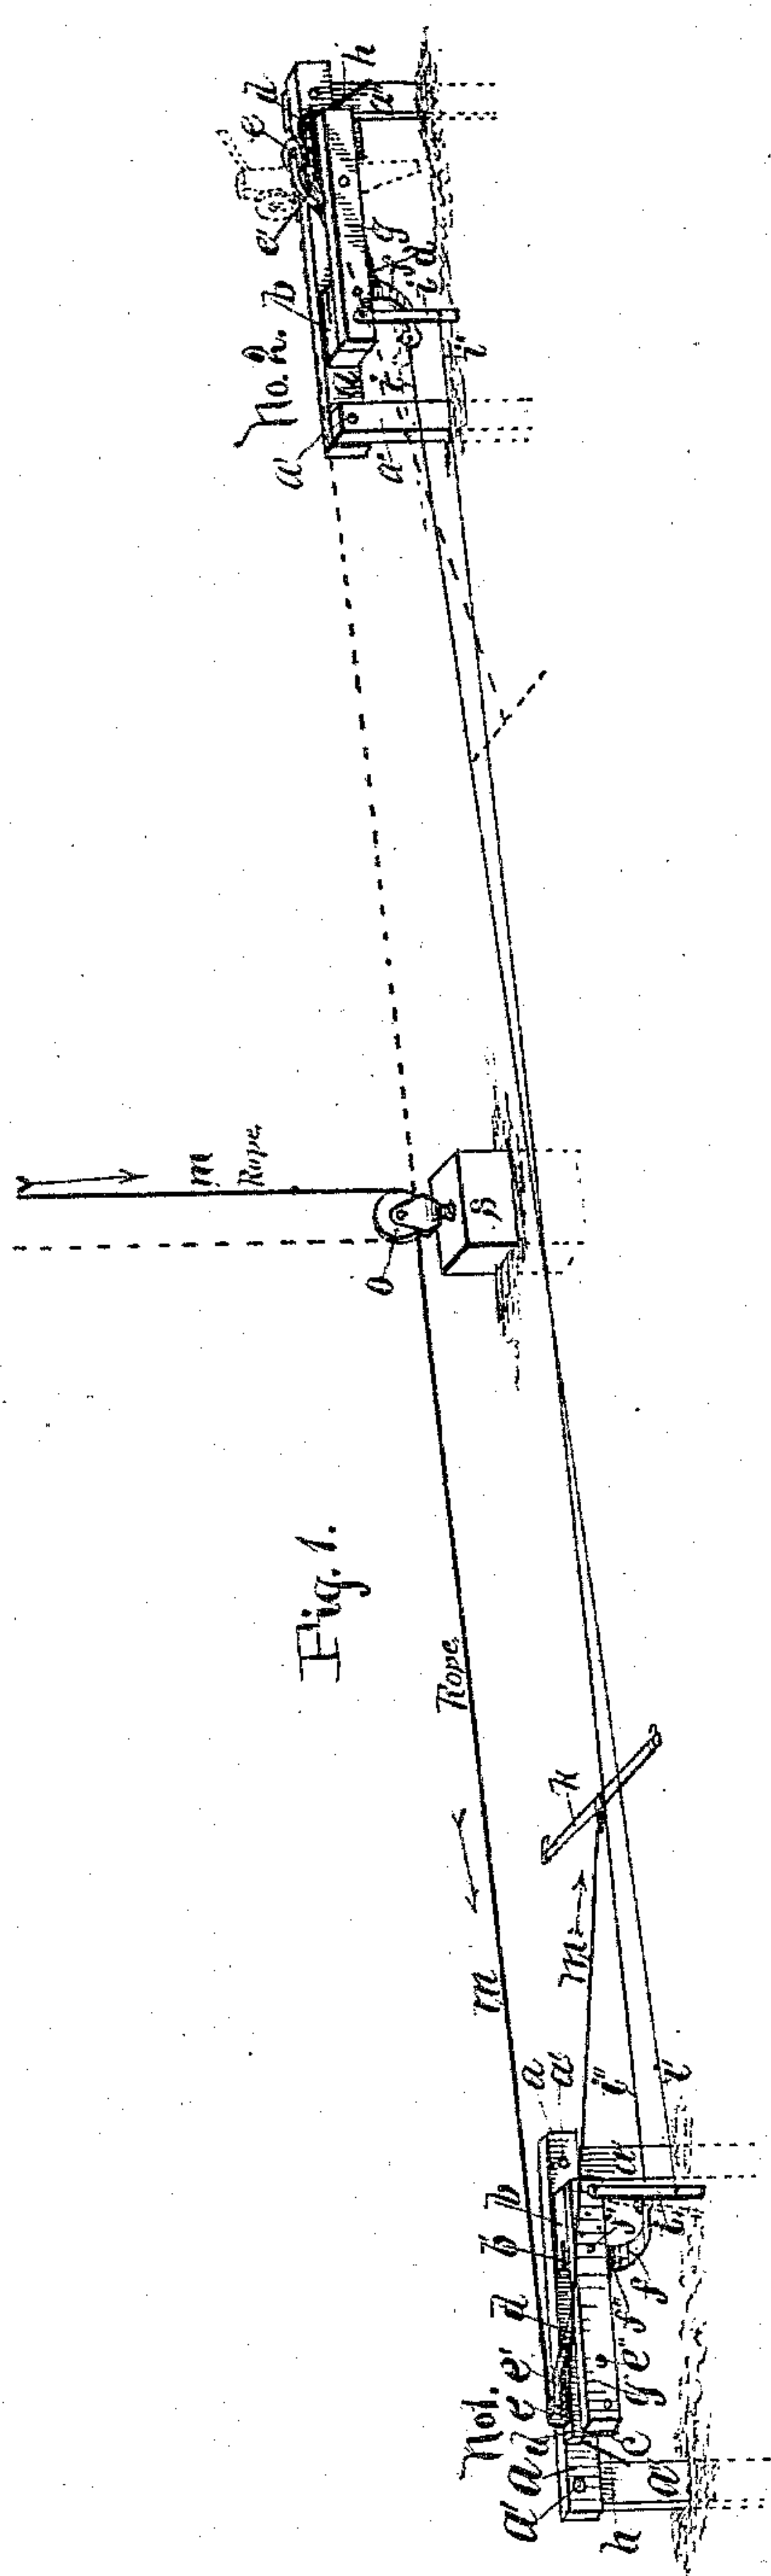 h
d
a'
e
e'
b
No. 2.
g
f
d
i
i'
a
a'
a'
m
Rope
o
B
Fig. 1.
Rope
m
k
m
a
a'
i''
i'
a'
b
b'
d
e'
e
No 1.
f''
f
f''
i'
e''
g
c
d
a
a'
a'
h